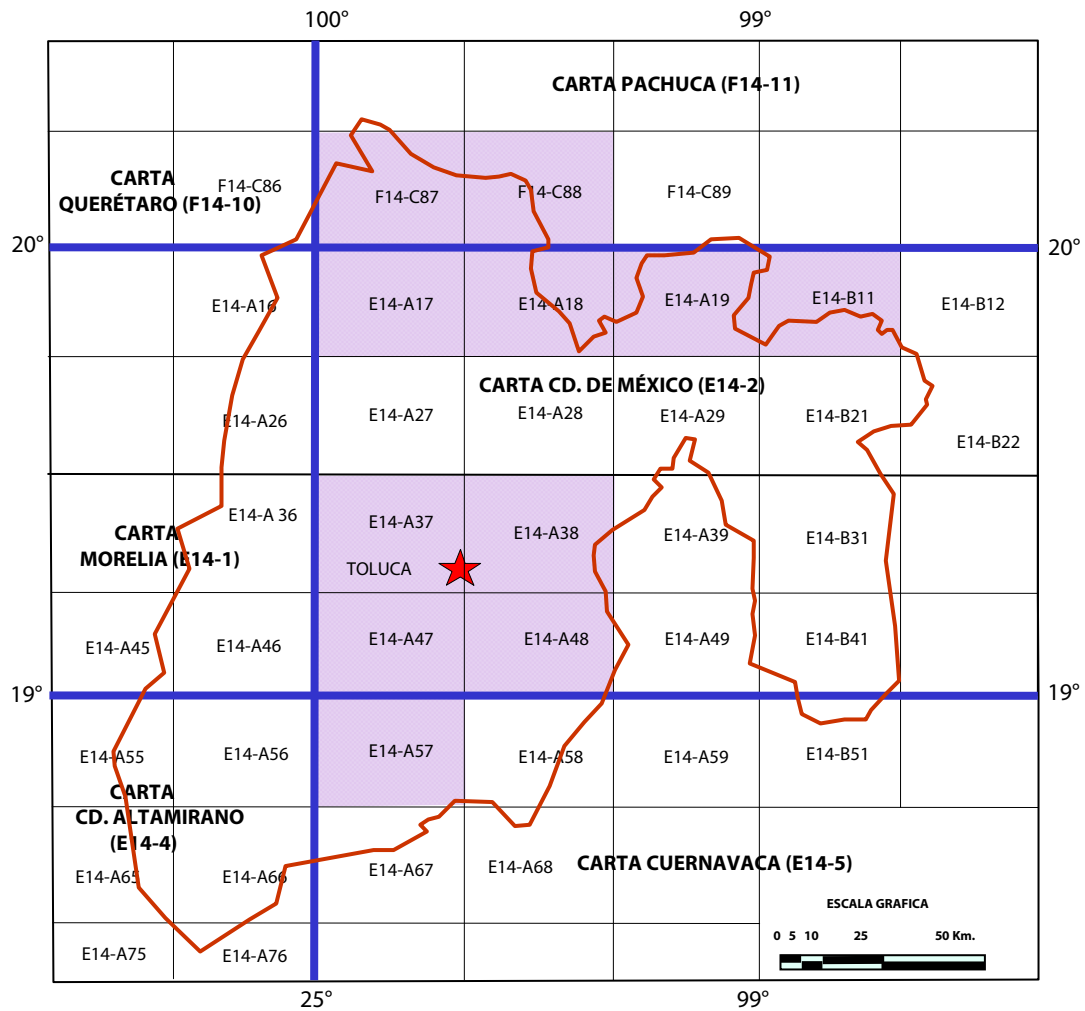 100° 99°
CARTA PACHUCA (F14-11)
CARTA
QUERÉTARO (F14-10)
F14-C86 F14-C87 F14-C88 F14-C89
20° 20°
E14-A16 E14-A17 E14-A18 E14-A19 E14-B11 E14-B12
CARTA CD. DE MÉXICO (E14-2)
E14-A26 E14-A27 E14-A28 E14-A29 E14-B21 E14-B22
E14-A 36 E14-A37 E14-A38 E14-A39 E14-B31
CARTA
MORELIA (E14-1)
TOLUCA
E14-A45 E14-A46 E14-A47 E14-A48 E14-A49 E14-B41
19° 19°
E14-A55 E14-A56 E14-A57 E14-A58 E14-A59 E14-B51
CARTA
CD. ALTAMIRANO
(E14-4)
E14-A65 E14-A66 E14-A67 E14-A68 CARTA CUERNAVACA (E14-5)
ESCALA GRAFICA
0 5 10 25 50 Km.
E14-A75 E14-A76
25° 99°